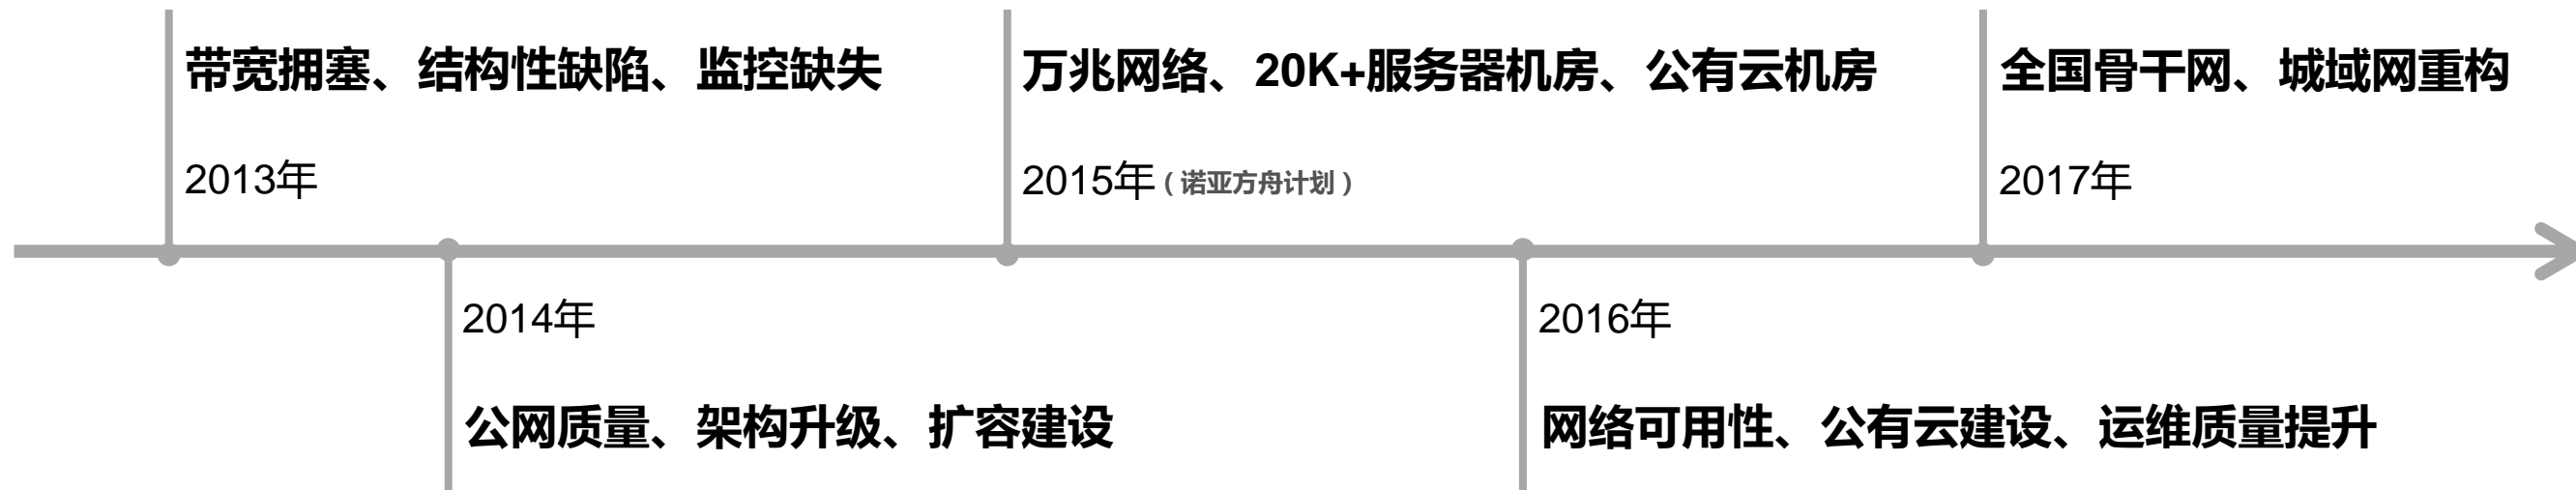 带宽拥塞、结构性缺陷、监控缺失
2013年
2014年
公网质量、架构升级、扩容建设
万兆网络、20K+服务器机房、公有云机房
2015年（诺亚方舟计划）
2016年
网络可用性、公有云建设、运维质量提升
全国骨干网、城域网重构
2017年